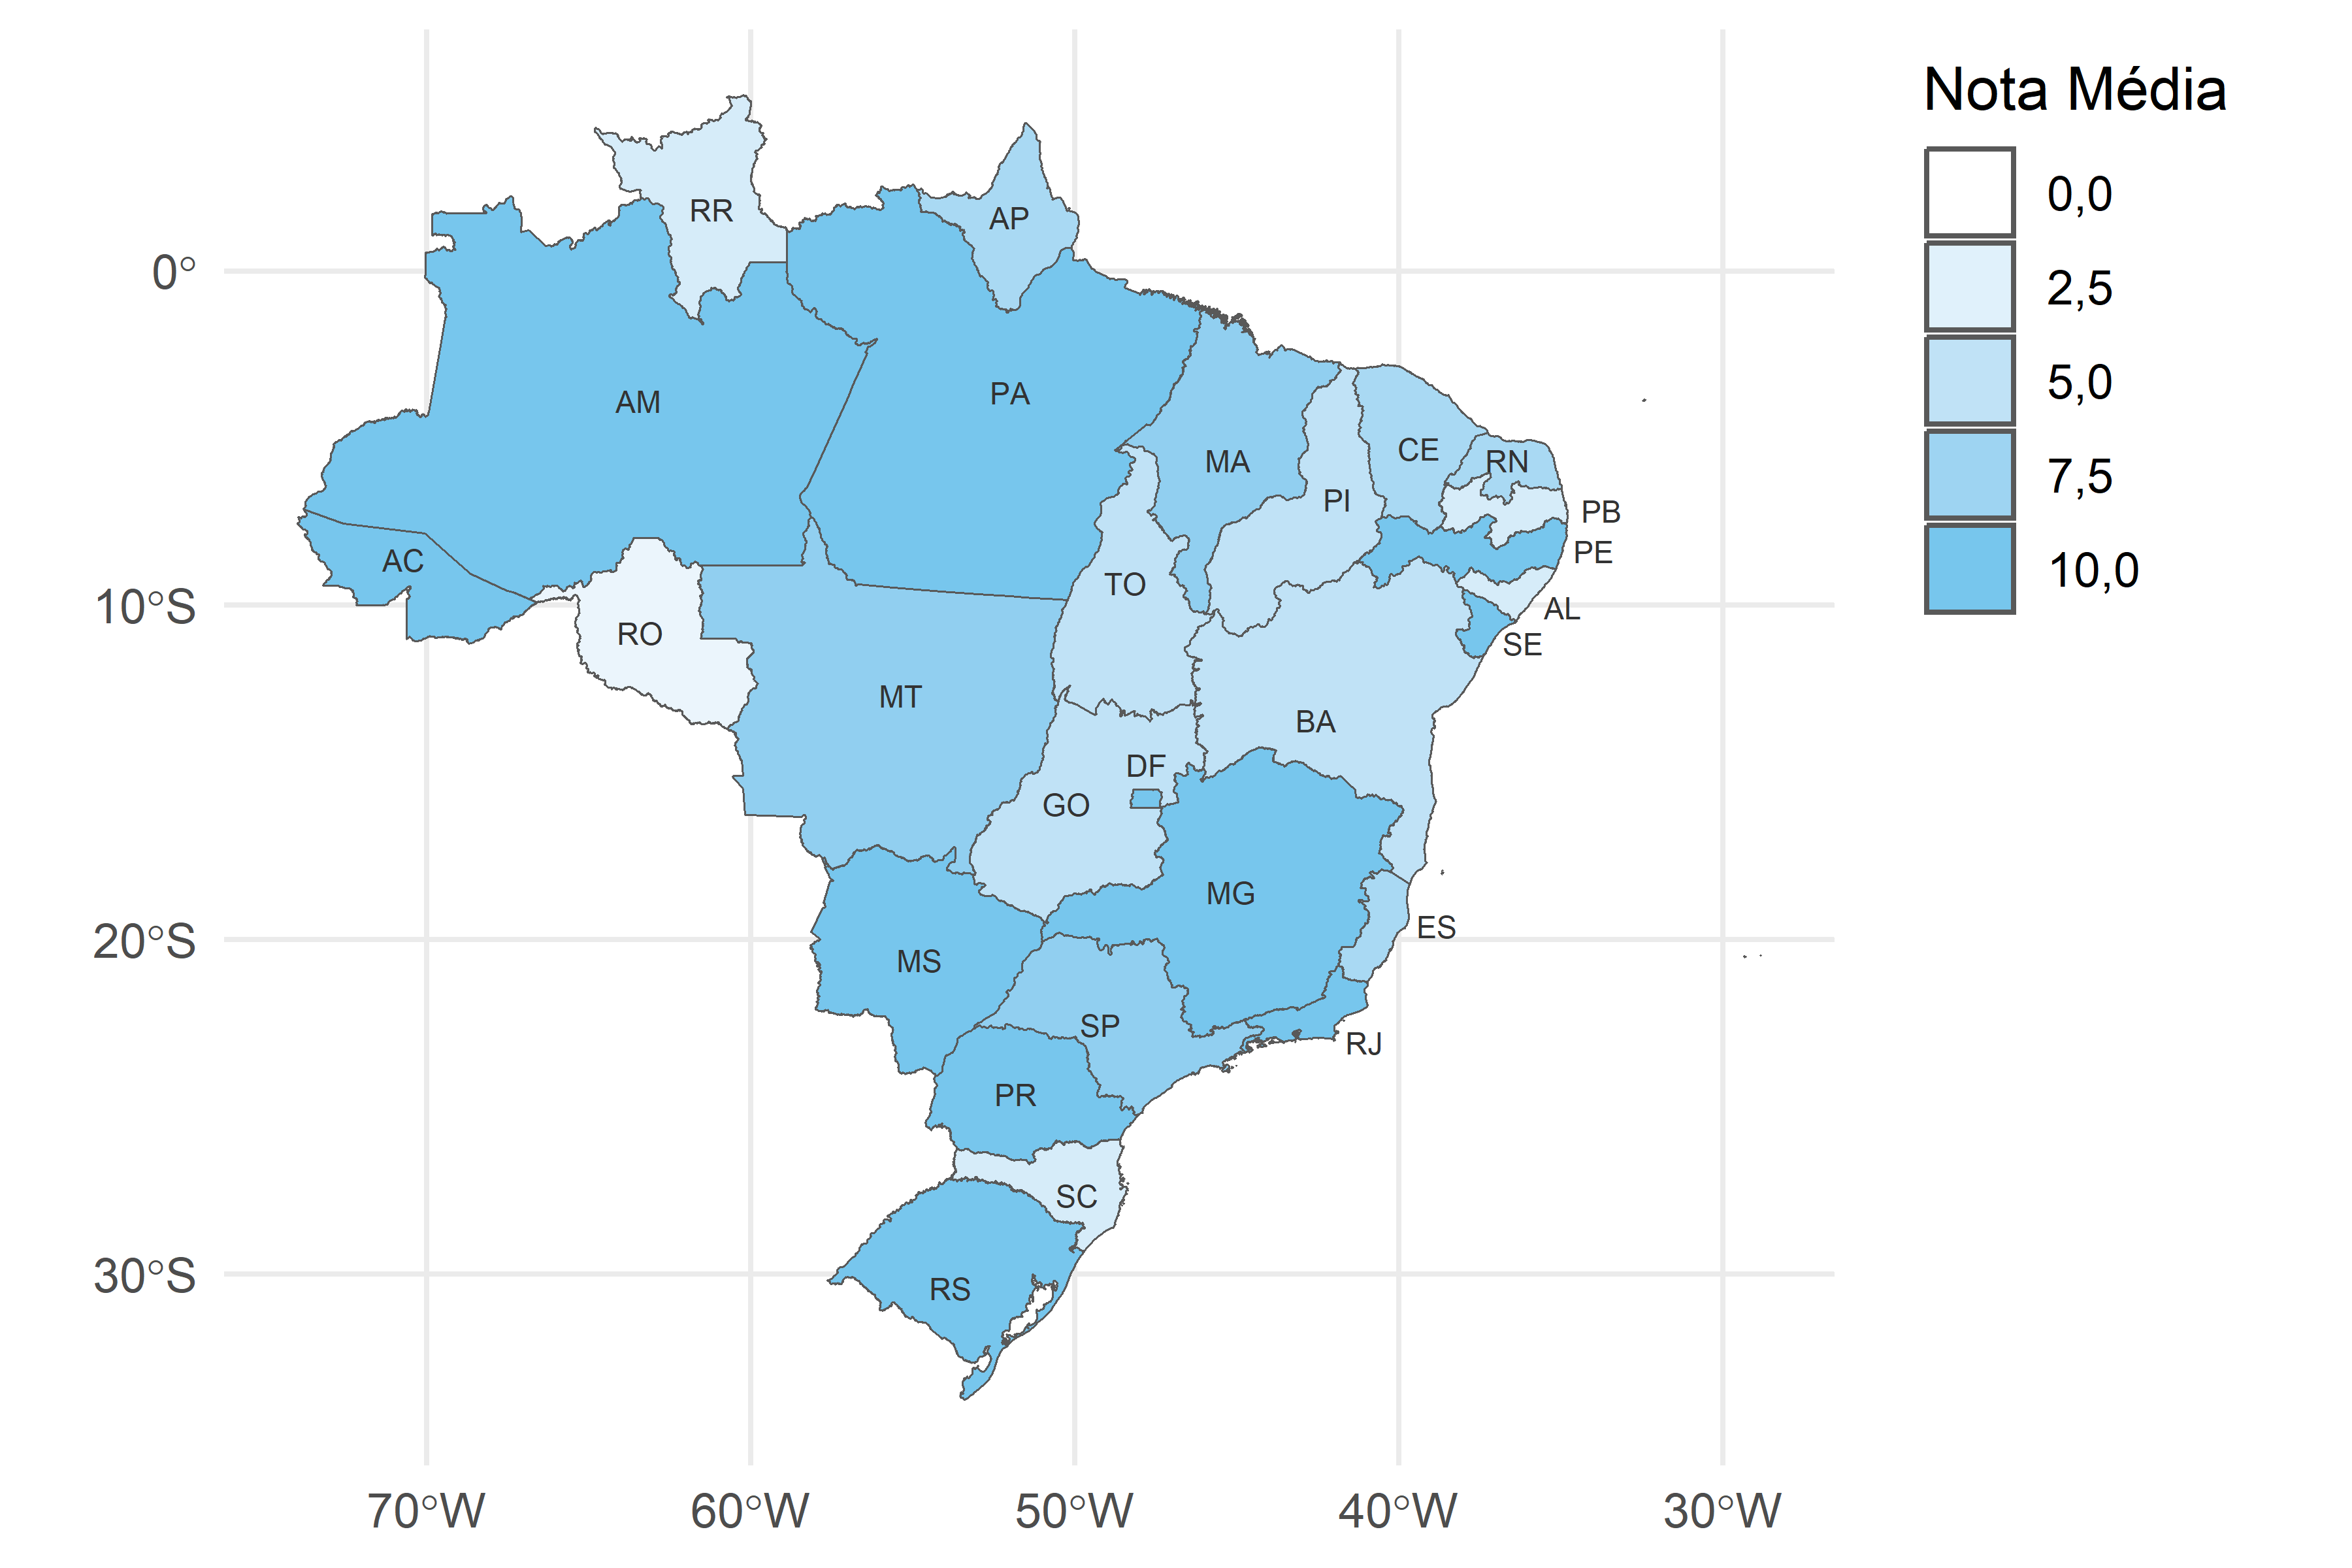 Nota Média
0,0
2,5
5,0
7,5
10,0
RR
AP
AM
PA
MA
CE
RN
PI
PB
PE
AC
TO
AL
SE
RO
MT
BA
DF
GO
MG
ES
MS
SP
RJ
PR
SC
RS
0°
10°S
20°S
30°S
70°W
60°W
50°W
40°W
30°W